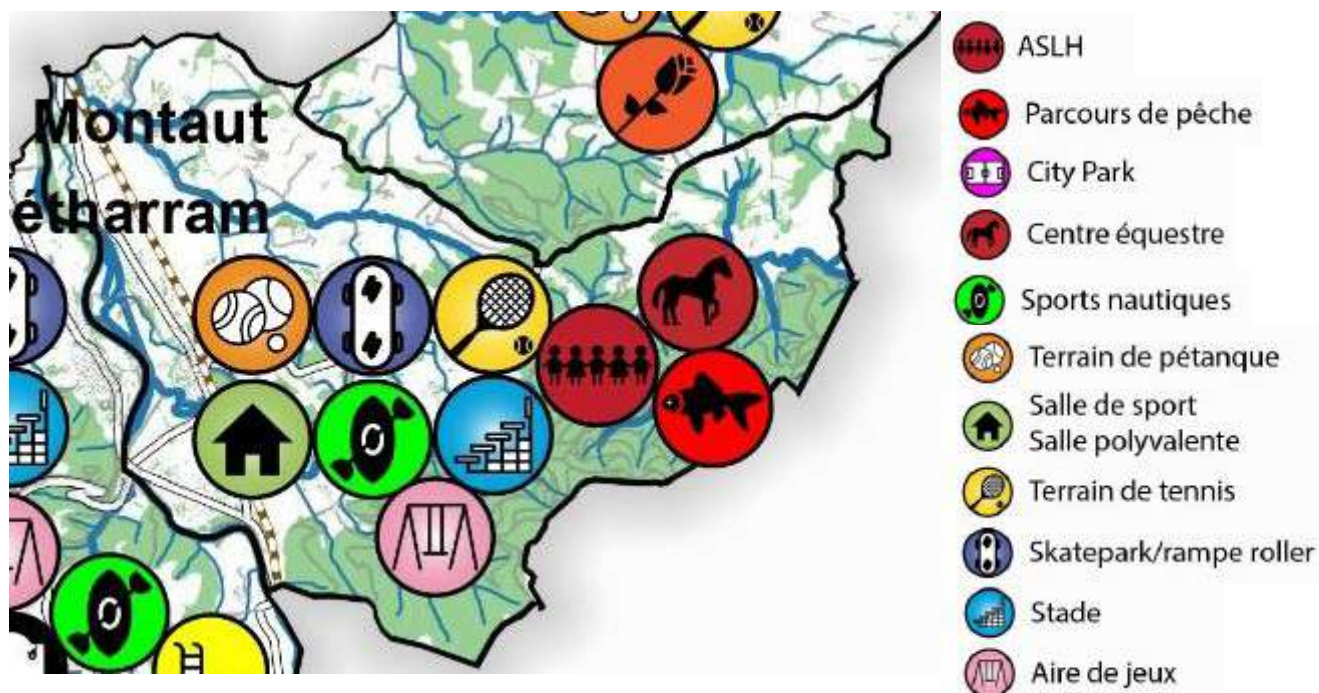 Montaut
étharram
ASLH
Parcours de pêche
City Park
Centre équestre
Sports nautiques
Terrain de pétanque
Salle de sport
Salle polyvalente
Terrain de tennis
Skatepark/rampe roller
Stade
Aire de jeux